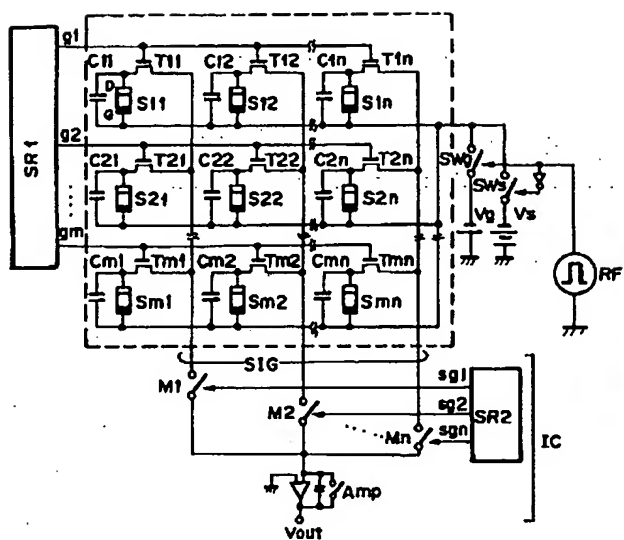 g1
C11 T11 C12 T12 C1n T1n
D
G
S11 S12 S1n
SR1
g2
C21 T21 C22 T22 C2n T2n
S21 S22 S2n
SWg
SWs
Vg Vs
RF
gm
Cm1 Tm1 Cm2 Tm2 Cmn Tmn
Sm1 Sm2 Smn
SIG
M1 sg1
M2 sg2 SR2 IC
Mn sgn
Amp
Vout